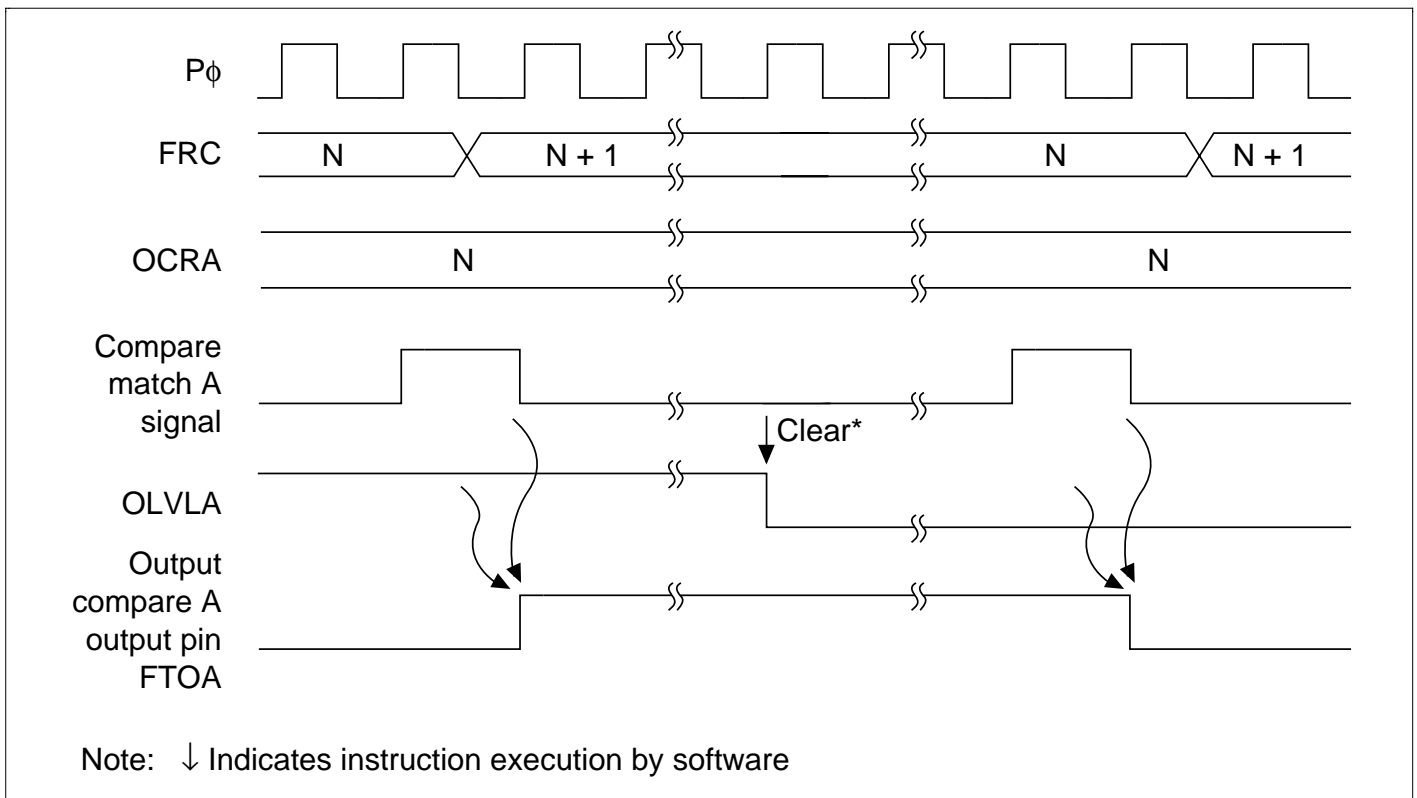 Pφ
FRC
N
N + 1
N
N + 1
OCRA
N
N
Compare
match A
signal
Clear*
OLVLA
Output
compare A
output pin
FTOA
Note: ↓ Indicates instruction execution by software